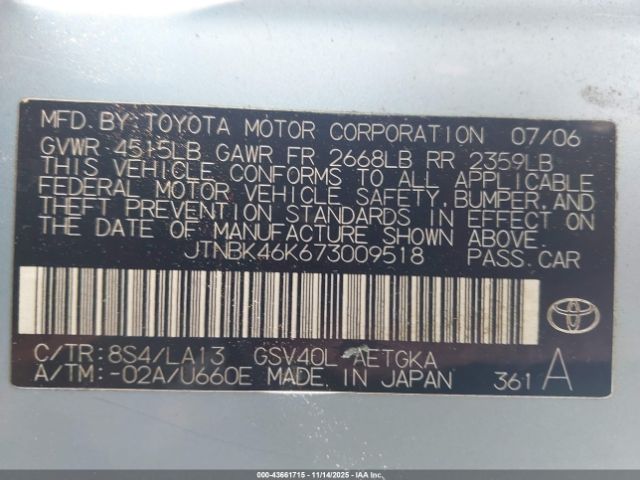 MFD. BY: TOYOTA MOTOR CORPORATION 07/06
GVWR 4515LB GAWR FR 2668LB RR 2359LB
THIS VEHICLE CONFORMS TO ALL APPLICABLE
FEDERAL MOTOR VEHICLE SAFETY, BUMPER, AND
THEFT PREVENTION STANDARDS IN EFFECT ON
THE DATE OF MANUFACTURE SHOWN ABOVE.
JTNBK46K673009518 PASS. CAR
C/TR: 8S4/LA13 GSV40L-AETGKA
A/TM: -02A/U660E MADE IN JAPAN 361 A
000-43661715 - 11/14/2025 - IAAI.COM